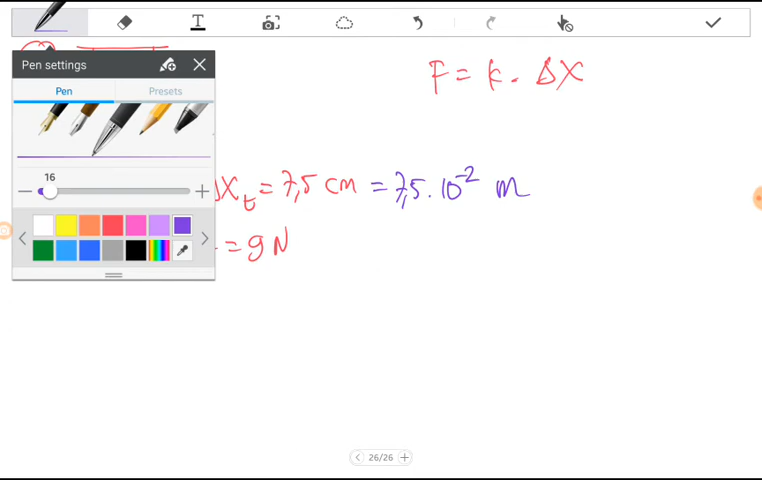 T
Pen settings
Pen Presets
16
F = k . ΔX
ΔX_t = 7,5 cm = 7,5.10^-2 m
= 9 N
26/26